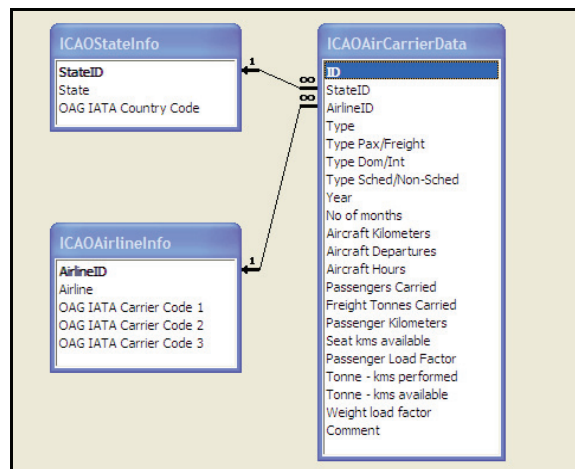 ICAOStateInfo
StateID
State
OAG IATA Country Code
1
ICAOAirCarrierData
ID
∞
StateID
∞
AirlineID
Type
Type Pax/Freight
Type Dom/Int
Type Sched/Non-Sched
Year
No of months
Aircraft Kilometers
Aircraft Departures
Aircraft Hours
Passengers Carried
Freight Tonnes Carried
Passenger Kilometers
Seat kms available
Passenger Load Factor
Tonne - kms performed
Tonne - kms available
Weight load factor
Comment
ICAOAirlineInfo
AirlineID
1
Airline
OAG IATA Carrier Code 1
OAG IATA Carrier Code 2
OAG IATA Carrier Code 3